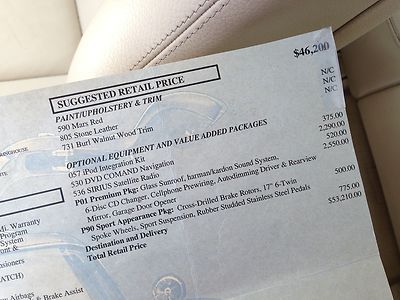 SUGGESTED RETAIL PRICE $46,200
PAINT/UPHOLSTERY & TRIM
590 Mars Red N/C
805 Stone Leather N/C
731 Burl Walnut Wood Trim N/C
OPTIONAL EQUIPMENT AND VALUE ADDED PACKAGES
057 iPod Integration Kit 375.00
530 DVD COMAND Navigation 2,290.00
536 SIRIUS Satellite Radio 520.00
P01 Premium Pkg: Glass Sunroof, harman/kardon Sound System, 2,550.00
6-Disc CD Changer, Cellphone Prewiring, Autodimming Driver & Rearview
Mirror, Garage Door Opener
P90 Sport Appearance Pkg: Cross-Drilled Brake Rotors, 17" 6-Twin 500.00
Spoke Wheels, Sport Suspension, Rubber Studded Stainless Steel Pedals
Destination and Delivery 775.00
Total Retail Price $53,210.00
Mi. Warranty
Program
System
Front &
ensioners
ATCH)
Airbags
& Brake Assist